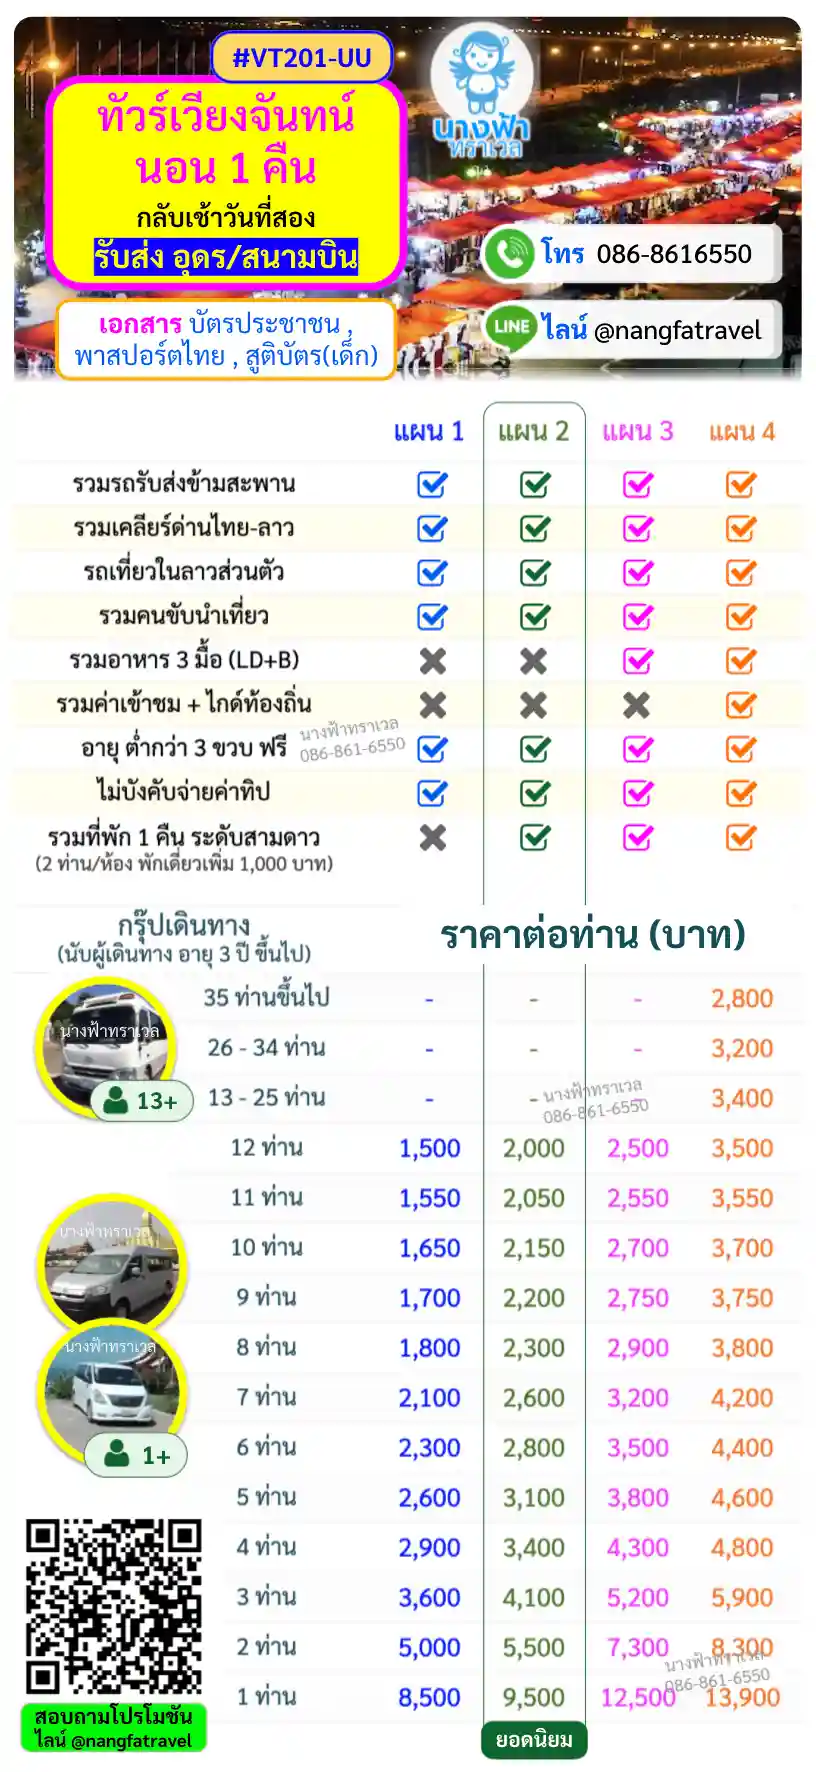 #VT201-UU
ทัวร์เวียงจันทน์
นอน 1 คืน
กลับเช้าวันที่สอง
รับส่ง อุดร/สนามบิน
เอกสาร บัตรประชาชน ,
พาสปอร์ตไทย , สูติบัตร(เด็ก)
นางฟ้า
ทราเวล
โทร 086-8616550
LINE ไลน์ @nangfatravel
แผน 1 แผน 2 แผน 3 แผน 4
รวมรถรับส่งข้ามสะพาน
รวมเคลียร์ด่านไทย-ลาว
รถเที่ยวในลาวส่วนตัว
รวมคนขับนำเที่ยว
รวมอาหาร 3 มื้อ (LD+B)
รวมค่าเข้าชม + ไกด์ท้องถิ่น
นางฟ้าทราเวล
086-861-6550
อายุ ต่ำกว่า 3 ขวบ ฟรี
ไม่บังคับจ่ายค่าทิป
รวมที่พัก 1 คืน ระดับสามดาว
(2 ท่าน/ห้อง พักเดี่ยวเพิ่ม 1,000 บาท)
กรุ๊ปเดินทาง
(นับผู้เดินทาง อายุ 3 ปี ขึ้นไป)
ราคาต่อท่าน (บาท)
35 ท่านขึ้นไป - - - 2,800
นางฟ้าทราเวล
26 - 34 ท่าน - - - 3,200
13+
13 - 25 ท่าน - - - 3,400
นางฟ้าทราเวล
086-861-6550
12 ท่าน 1,500 2,000 2,500 3,500
11 ท่าน 1,550 2,050 2,550 3,550
นางฟ้าทราเวล
10 ท่าน 1,650 2,150 2,700 3,700
9 ท่าน 1,700 2,200 2,750 3,750
นางฟ้าทราเวล
8 ท่าน 1,800 2,300 2,900 3,800
7 ท่าน 2,100 2,600 3,200 4,200
1+
6 ท่าน 2,300 2,800 3,500 4,400
5 ท่าน 2,600 3,100 3,800 4,600
4 ท่าน 2,900 3,400 4,300 4,800
3 ท่าน 3,600 4,100 5,200 5,900
2 ท่าน 5,000 5,500 7,300 8,300
นางฟ้าทราเวล
086-861-6550
1 ท่าน 8,500 9,500 12,500 13,900
สอบถามโปรโมชัน
ไลน์ @nangfatravel
ยอดนิยม